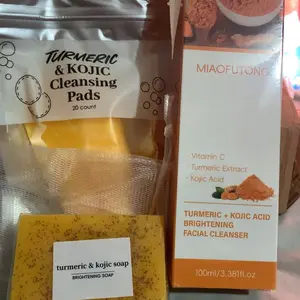 TURMERIC
& KOJIC
Cleansing
Pads
20 count
turmeric & kojic soap
BRIGHTENING SOAP
MIAOFUTONG
Vitamin C
- Turmeric Extract
- Kojic Acid
TURMERIC + KOJIC ACID
BRIGHTENING
FACIAL CLEANSER
100ml/3.38fl.oz